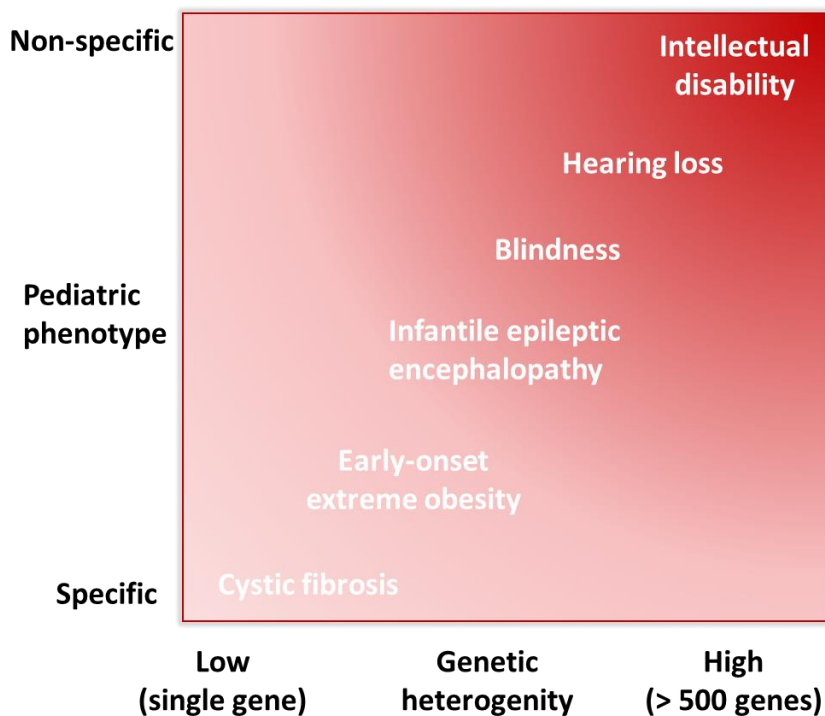 Non-specific
Intellectual
disability
Hearing loss
Blindness
Pediatric
phenotype
Infantile epileptic
encephalopathy
Early-onset
extreme obesity
Specific
Cystic fibrosis
Low
(single gene)
Genetic
heterogenity
High
(> 500 genes)